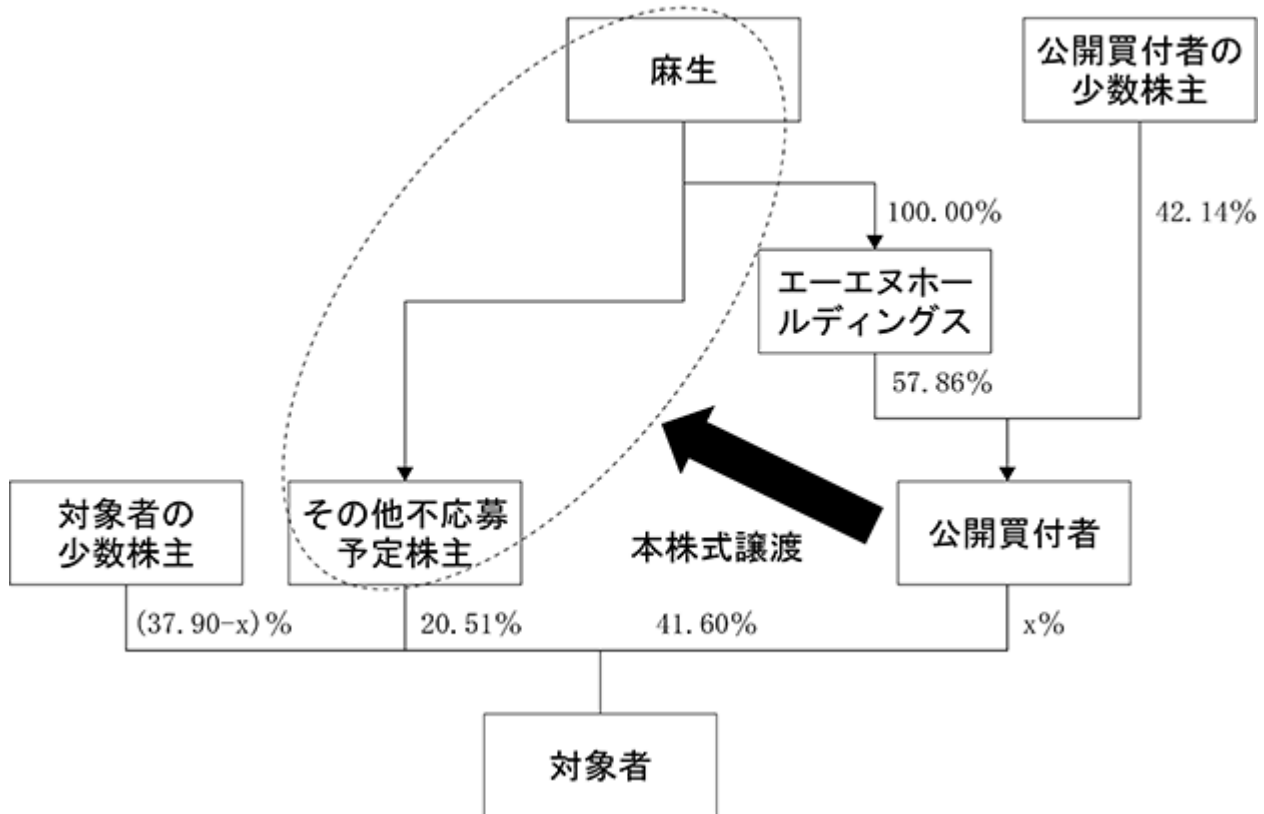 麻生
公開買付者の
少数株主
100.00%
42.14%
エーエヌホー
ルディングス
57.86%
対象者の
少数株主
その他不応募
予定株主
本株式譲渡
公開買付者
(37.90-x)%
20.51%
41.60%
x%
対象者